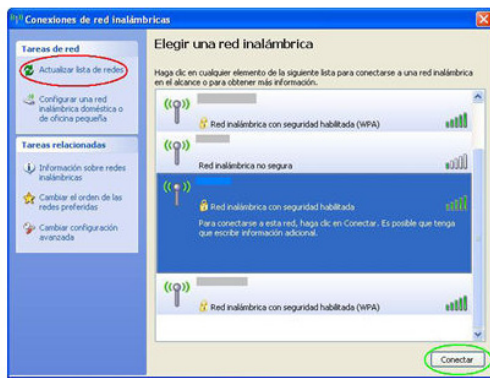 Conexiones de red inalámbricas
Tareas de red
Actualizar lista de redes
Configurar una red
inalámbrica doméstica o
de oficina pequeña
Tareas relacionadas
Información sobre redes
inalámbricas
Cambiar el orden de las
redes preferidas
Cambiar configuración
avanzada
Elegir una red inalámbrica
Haga clic en cualquier elemento de la siguiente lista para conectarse a una red inalámbrica
en el alcance o para obtener más información.
Red inalámbrica con seguridad habilitada (WPA)
Red inalámbrica no segura
Red inalámbrica con seguridad habilitada
Para conectarse a esta red, haga clic en Conectar. Es posible que tenga
que escribir información adicional.
Red inalámbrica con seguridad habilitada (WPA)
Conectar